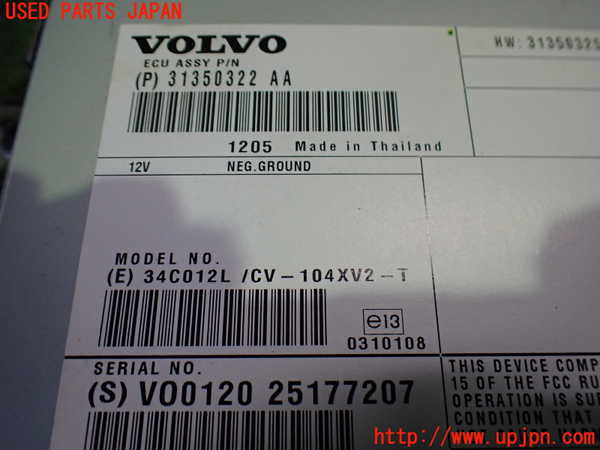 USED PARTS JAPAN
VOLVO
ECU ASSY P/N
(P) 31350322 AA
HW: 31350325
1205 Made in Thailand
12V NEG.GROUND
MODEL NO.
(E) 34C012L /CV-104XV2-T
e13
0310108
SERIAL NO.
(S) VO0120 25177207
THIS DEVICE COMP
15 OF THE FCC RU
OPERATION IS SUB
CONDITION THAT
http://www.upjpn.com/